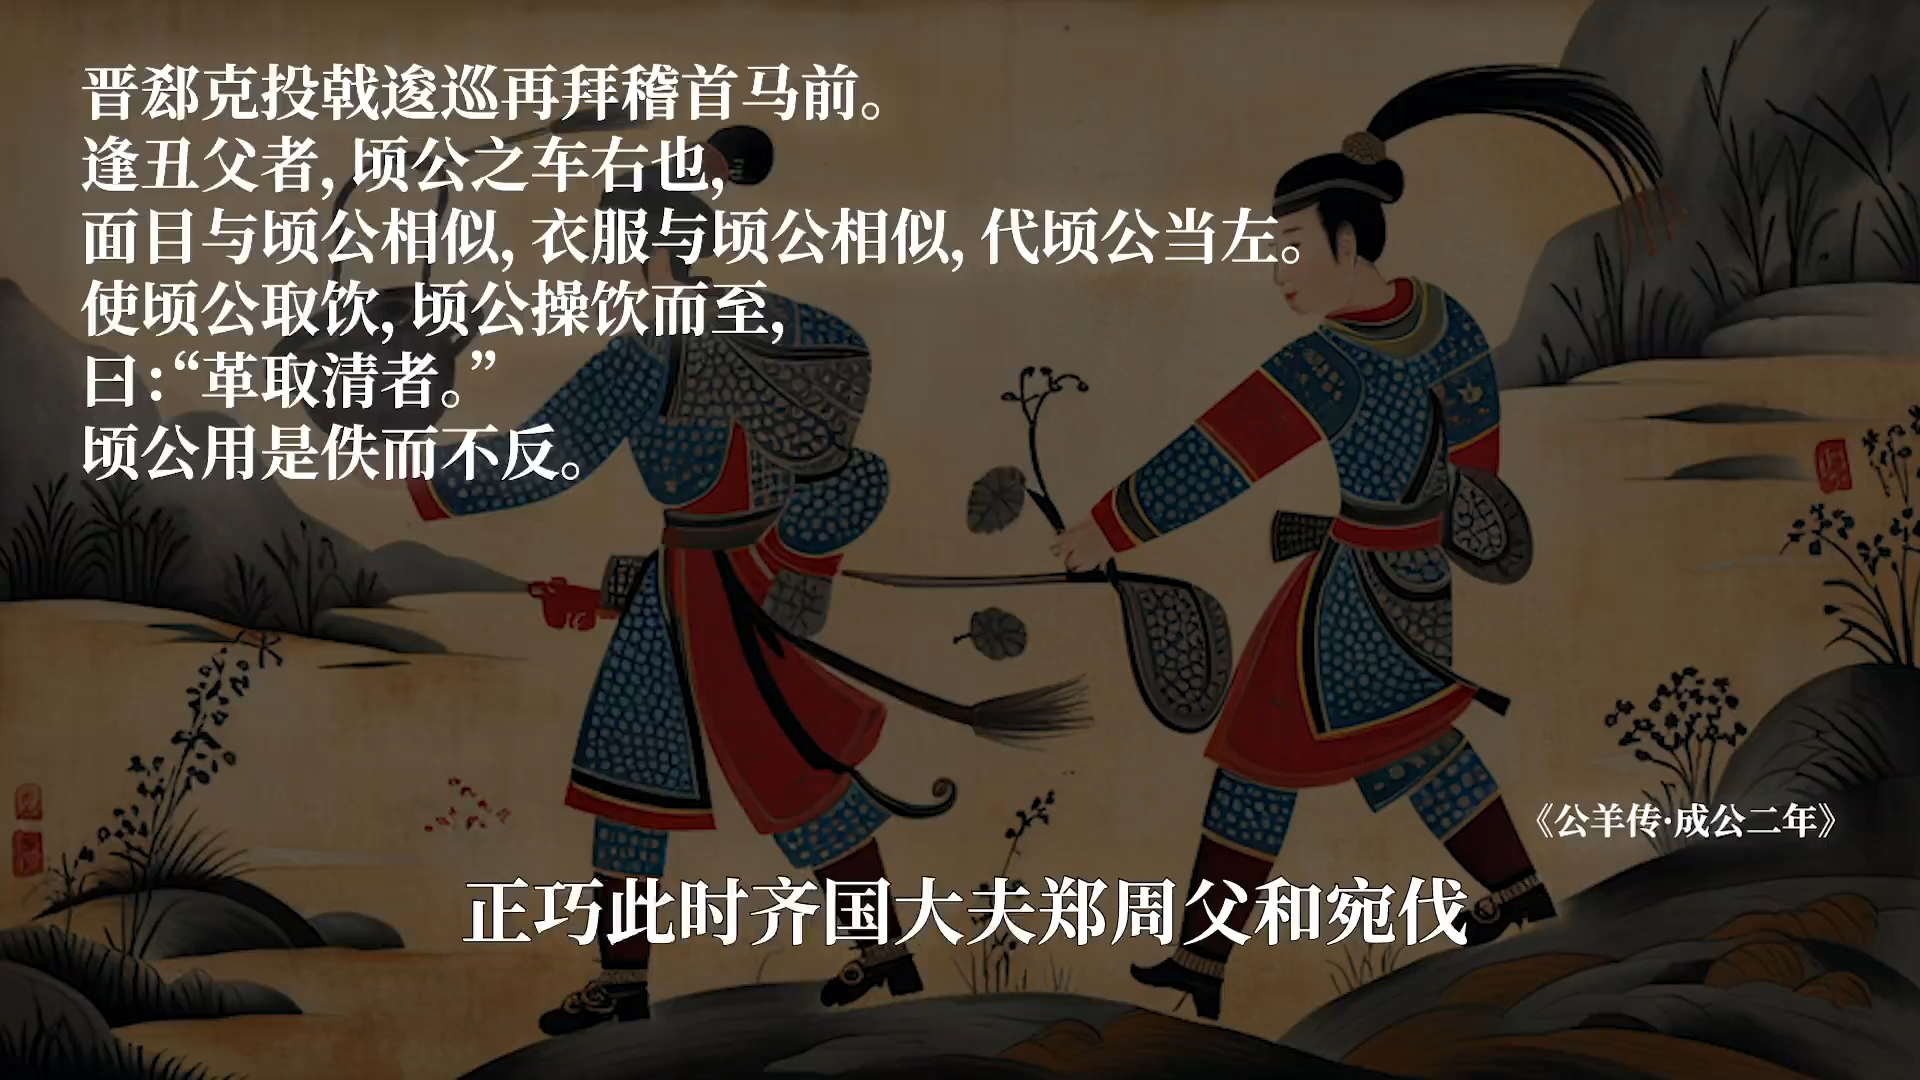 晋郄克投戟逡巡再拜稽首马前。
逢丑父者,顷公之车右也,
面目与顷公相似,衣服与顷公相似,代顷公当左。
使顷公取饮,顷公操饮而至,
曰：“革取清者。”
顷公用是佚而不反。
《公羊传·成公二年》
正巧此时齐国大夫郑周父和宛伐